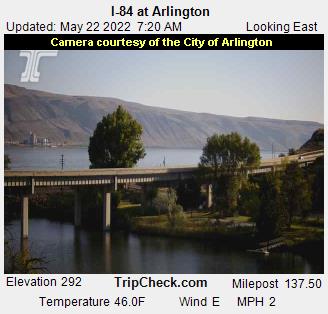 I-84 at Arlington
Updated: May 22 2022 7:20 AM Looking East
Camera courtesy of the City of Arlington
Elevation 292 TripCheck.com Milepost 137.50
Temperature 46.0F Wind E MPH 2